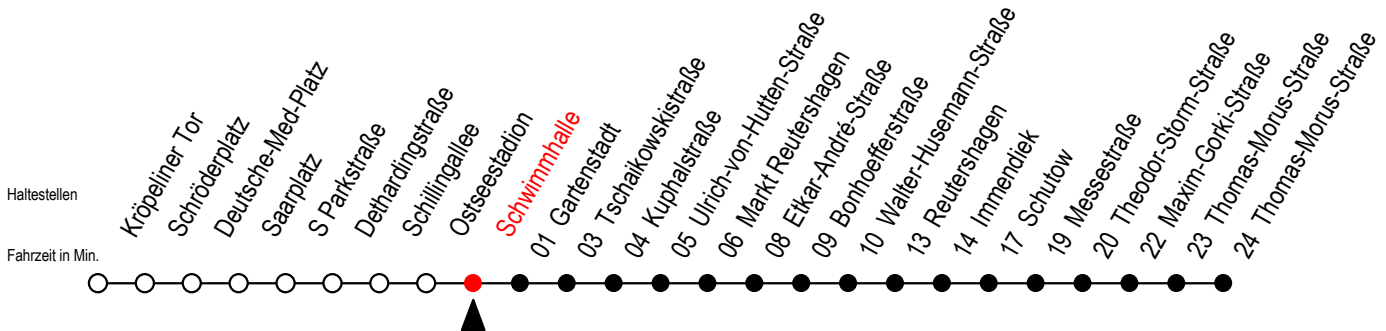 Haltestellen
Fahrzeit in Min.
Kröpeliner Tor
Schröderplatz
Deutsche-Med-Platz
Saarplatz
S Parkstraße
Dethardingstraße
Schillingallee
Ostseestadion
Schwimmhalle
01 Gartenstadt
03 Tschaikowskistraße
04 Kuphalstraße
05 Ulrich-von-Hutten-Straße
06 Markt Reutershagen
08 Etkar-André-Straße
09 Bonhoefferstraße
10 Walter-Husemann-Straße
13 Reutershagen
14 Immendiek
17 Schutow
19 Messestraße
20 Theodor-Storm-Straße
22 Maxim-Gorki-Straße
23 Thomas-Morus-Straße
24 Thomas-Morus-Straße